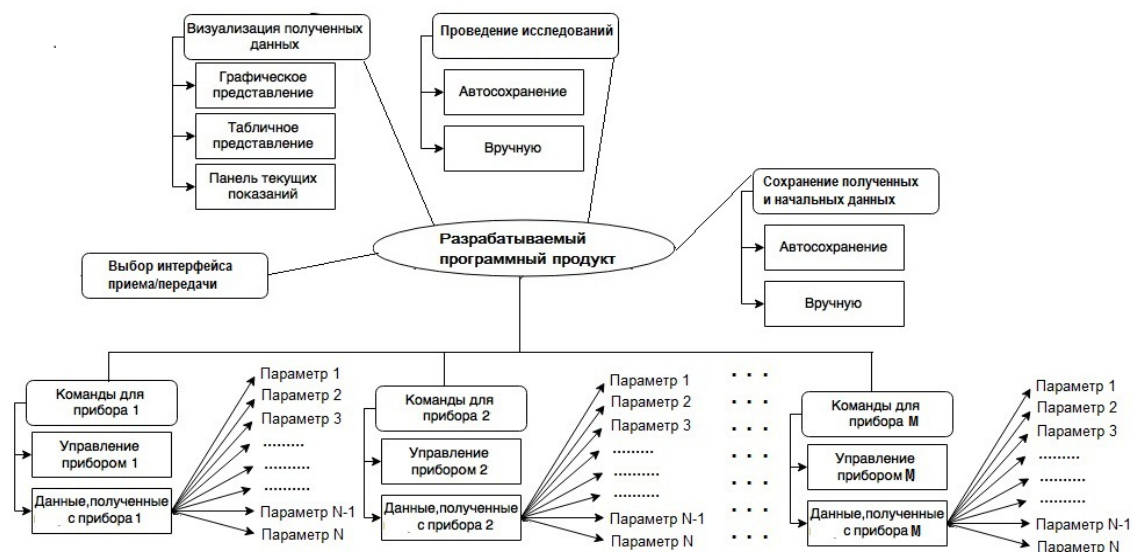 Визуализация полученных
данных
Графическое
представление
Табличное
представление
Панель текущих
показаний
Проведение исследований
Автосохранение
Вручную
Сохранение полученных
и начальных данных
Автосохранение
Вручную
Разрабатываемый
программный продукт
Выбор интерфейса
приема/передачи
Команды для
прибора 1
Управление
прибором 1
Данные,полученные
с прибора 1
Параметр 1
Параметр 2
Параметр 3
.........
.........
.........
Параметр N-1
Параметр N
Команды для
прибора 2
Управление
прибором 2
Данные,полученные
с прибора 2
Параметр 1
Параметр 2
Параметр 3
.........
.........
.........
Параметр N-1
Параметр N
. . .
. . .
. . .
. . .
. . .
. . .
. . .
Команды для
прибора М
Управление
прибором М
Данные,полученные
с прибора М
Параметр 1
Параметр 2
Параметр 3
.........
.........
.........
Параметр N-1
Параметр N